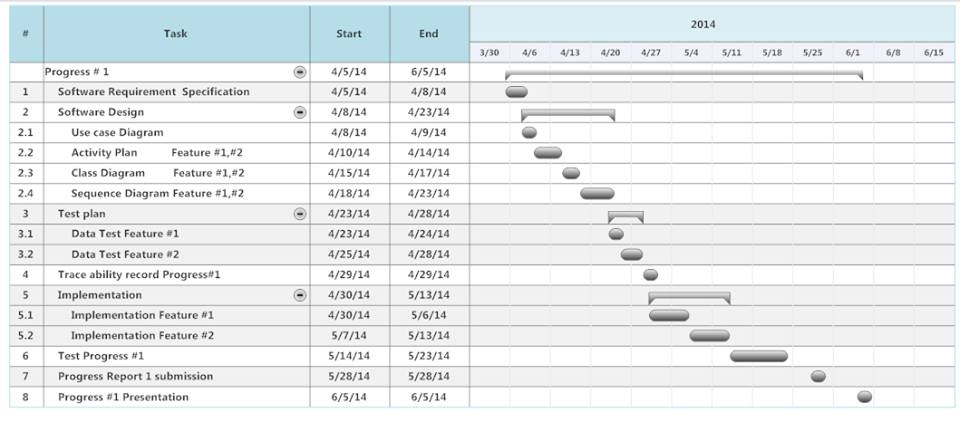 # Task Start End 2014
3/30 4/6 4/13 4/20 4/27 5/4 5/11 5/18 5/25 6/1 6/8 6/15
Progress # 1 4/5/14 6/5/14
1 Software Requirement Specification 4/5/14 4/8/14
2 Software Design 4/8/14 4/23/14
2.1 Use case Diagram 4/8/14 4/9/14
2.2 Activity Plan Feature #1,#2 4/10/14 4/14/14
2.3 Class Diagram Feature #1,#2 4/15/14 4/17/14
2.4 Sequence Diagram Feature #1,#2 4/18/14 4/23/14
3 Test plan 4/23/14 4/28/14
3.1 Data Test Feature #1 4/23/14 4/24/14
3.2 Data Test Feature #2 4/25/14 4/28/14
4 Trace ability record Progress#1 4/29/14 4/29/14
5 Implementation 4/30/14 5/13/14
5.1 Implementation Feature #1 4/30/14 5/6/14
5.2 Implementation Feature #2 5/7/14 5/13/14
6 Test Progress #1 5/14/14 5/23/14
7 Progress Report 1 submission 5/28/14 5/28/14
8 Progress #1 Presentation 6/5/14 6/5/14